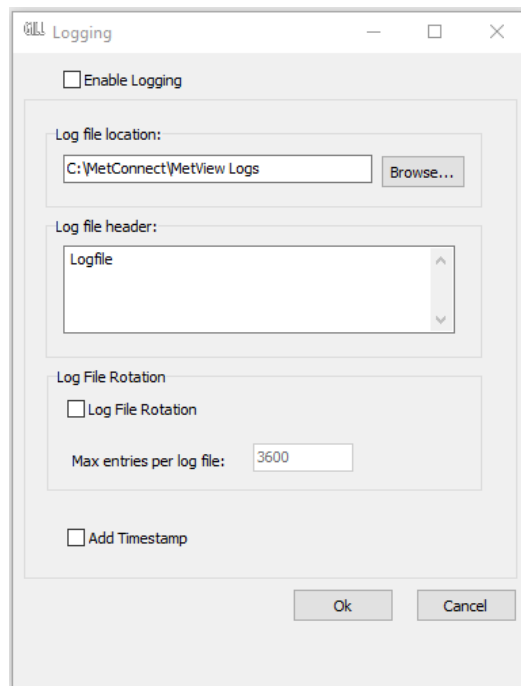 GILL Logging
Enable Logging
Log file location:
C:\MetConnect\MetView Logs
Browse...
Log file header:
Logfile
Log File Rotation
Log File Rotation
Max entries per log file:
3600
Add Timestamp
Ok
Cancel